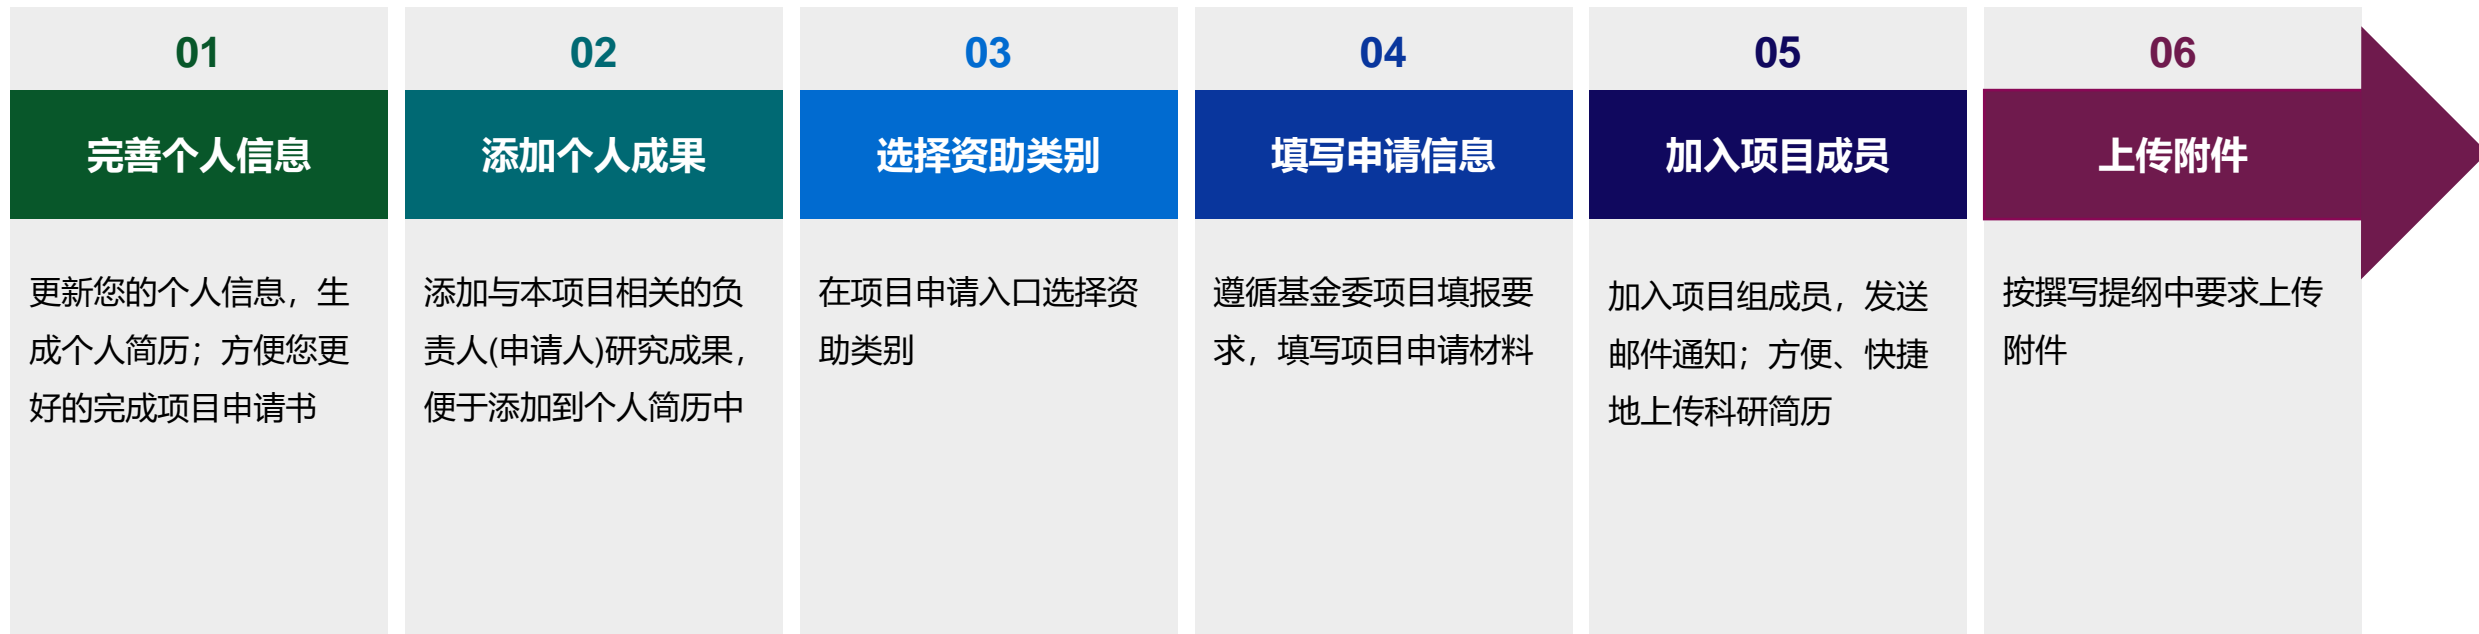 01
完善个人信息
更新您的个人信息，生
成个人简历；方便您更
好的完成项目申请书
02
添加个人成果
添加与本项目相关的负
责人(申请人)研究成果，
便于添加到个人简历中
03
选择资助类别
在项目申请入口选择资
助类别
04
填写申请信息
遵循基金委项目填报要
求，填写项目申请材料
05
加入项目成员
加入项目组成员，发送
邮件通知；方便、快捷
地上传科研简历
06
上传附件
按撰写提纲中要求上传
附件